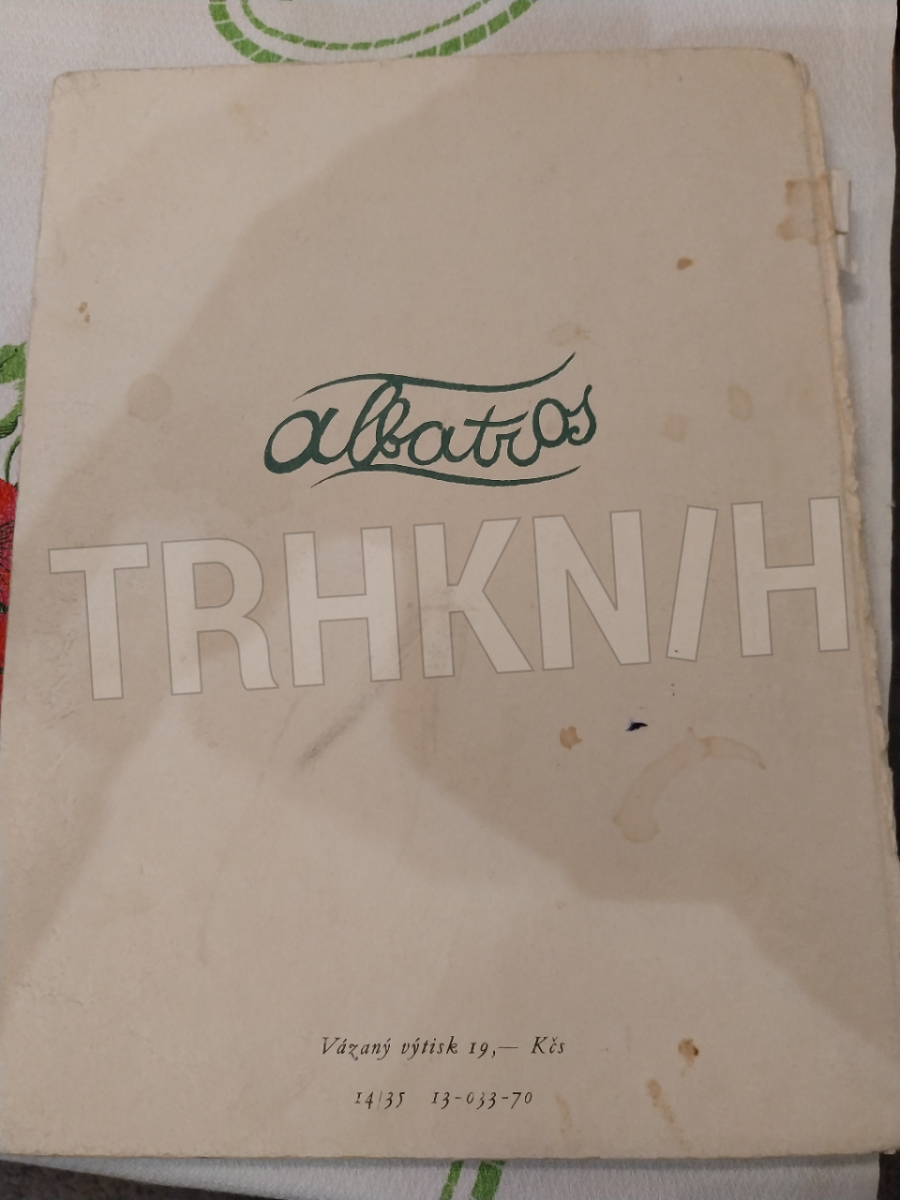 albatros
TRHKNIH
Vázaný výtisk 19,— Kčs
14/35 13-033-70